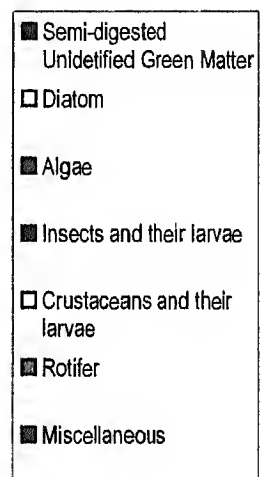 Semi-digested
Unidetified Green Matter
Diatom
Algae
Insects and their larvae
Crustaceans and their
larvae
Rotifer
Miscellaneous